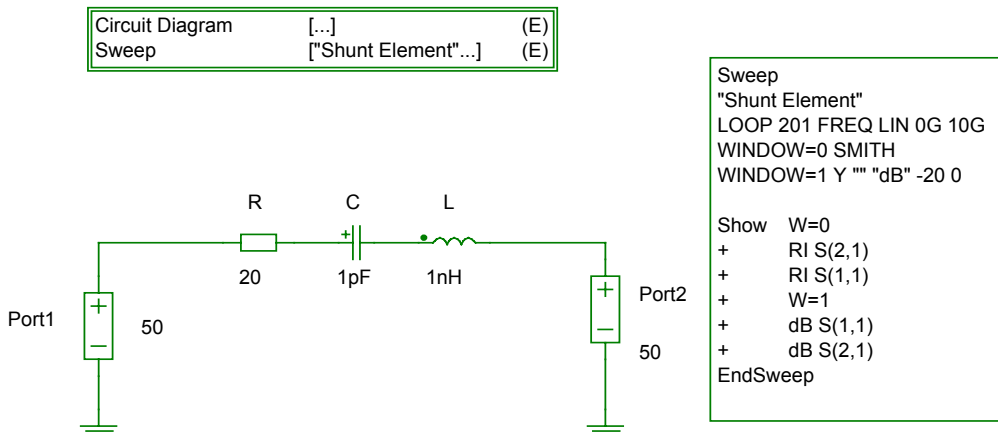 Circuit Diagram [...] (E)
Sweep ["Shunt Element"...] (E)
Sweep
"Shunt Element"
LOOP 201 FREQ LIN 0G 10G
WINDOW=0 SMITH
WINDOW=1 Y "" "dB" -20 0
Show W=0
+ RI S(2,1)
+ RI S(1,1)
+ W=1
+ dB S(1,1)
+ dB S(2,1)
EndSweep
R C L
+
20 1pF 1nH
Port1
+
−
50
+
−
Port2
50